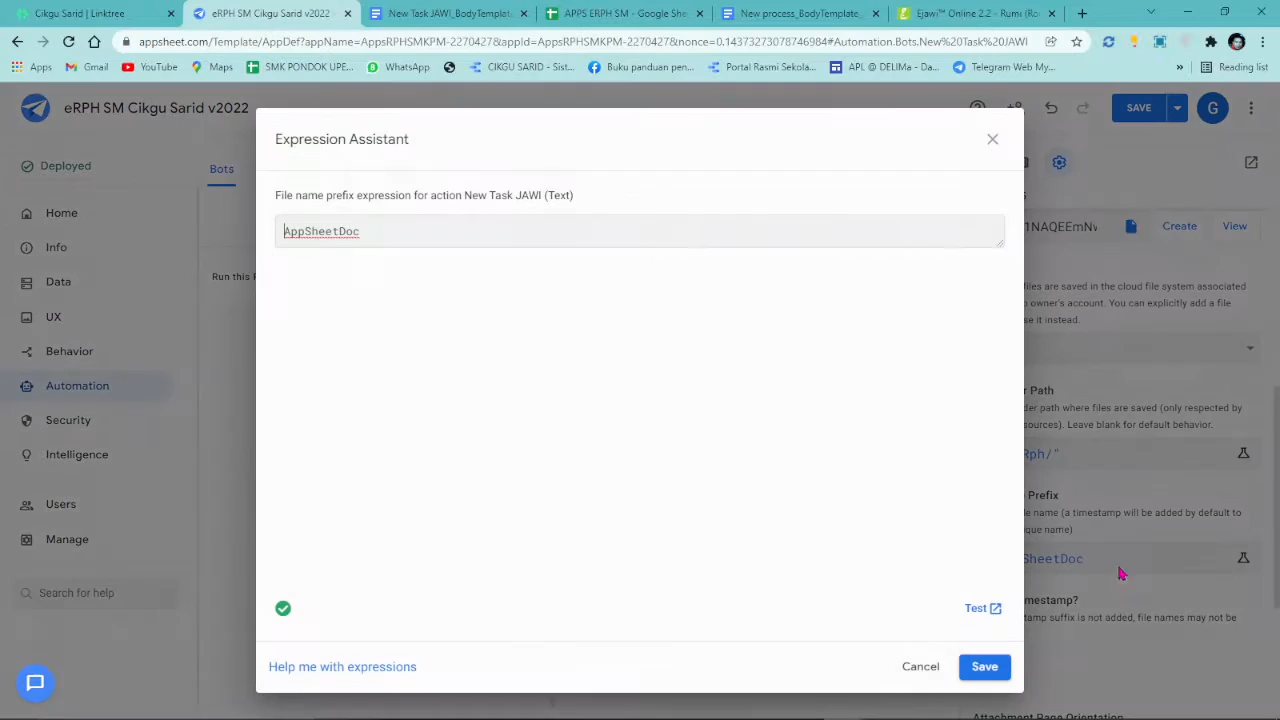 Cikgu Sarid | Linktree
eRPH SM Cikgu Sarid v2022
New Task JAWI_BodyTemplate
APPS ERPH SM - Google She
New process_BodyTemplate_
Ejawi™ Online 2.2 - Rumi (Ro
appsheet.com/Template/AppDef?appName=AppsRPHSMKPM-2270427&appId=AppsRPHSMKPM-2270427&nonce=0.14373273078746984#Automation.Bots.New%20Task%20JAWI
Apps
Gmail
YouTube
Maps
SMK PONDOK UPE...
WhatsApp
CIKGU SARID - Sist...
Buku panduan pen...
Portal Rasmi Sekola...
APL @ DELIMa - Da...
Telegram Web My...
»
Reading list
eRPH SM Cikgu Sarid v2022
SAVE
G
Deployed
Bots
Home
Info
Data
UX
Behavior
Automation
Security
Intelligence
Users
Manage
Search for help
Run this
Expression Assistant
File name prefix expression for action New Task JAWI (Text)
AppSheetDoc
Test
Help me with expressions
Cancel
Save
1NAQEEmNv
Create
View
files are saved in the cloud file system associated
owner's account. You can explicitly add a file
se it instead.
r Path
der path where files are saved (only respected by
sources). Leave blank for default behavior.
Rph/"
e Prefix
le name (a timestamp will be added by default to
que name)
SheetDoc
mestamp?
tamp suffix is not added, file names may not be
Attachment Page Orientation